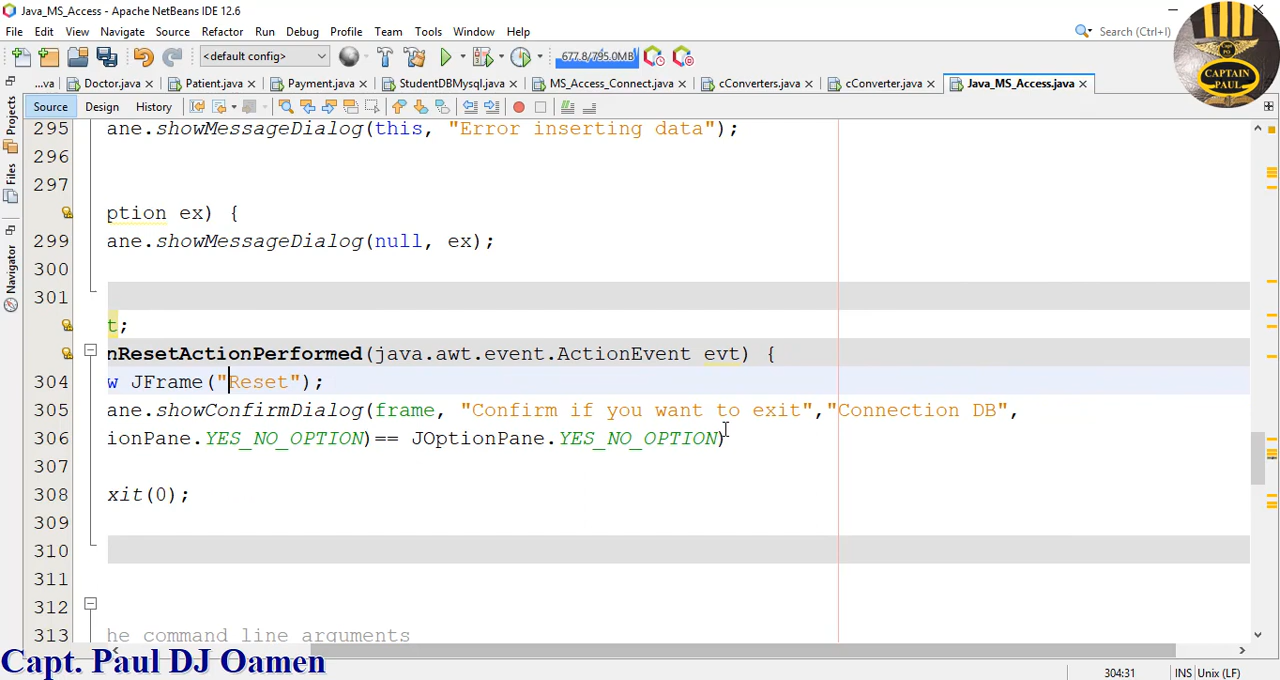 Java_MS_Access - Apache NetBeans IDE 12.6
File Edit View Navigate Source Refactor Run Debug Profile Team Tools Window Help
Search (Ctrl+I)
<default config>
677.8/795.0MB
...va Doctor.java Patient.java Payment.java StudentDBMysql.java MS_Access_Connect.java cConverters.java cConverter.java Java_MS_Access.java
CAPTAIN
PAUL
Source Design History
Projects
Files
Navigator
295 ane.showMessageDialog(this, "Error inserting data");
296
297
ption ex) {
299 ane.showMessageDialog(null, ex);
300
301
t;
nResetActionPerformed(java.awt.event.ActionEvent evt) {
304 w JFrame("Reset");
305 ane.showConfirmDialog(frame, "Confirm if you want to exit","Connection DB",
306 ionPane.YES_NO_OPTION)== JOptionPane.YES_NO_OPTION)
307
308 xit(0);
309
310
311
312
313 he command line arguments
Capt. Paul DJ Oamen
304:31 INS Unix (LF)